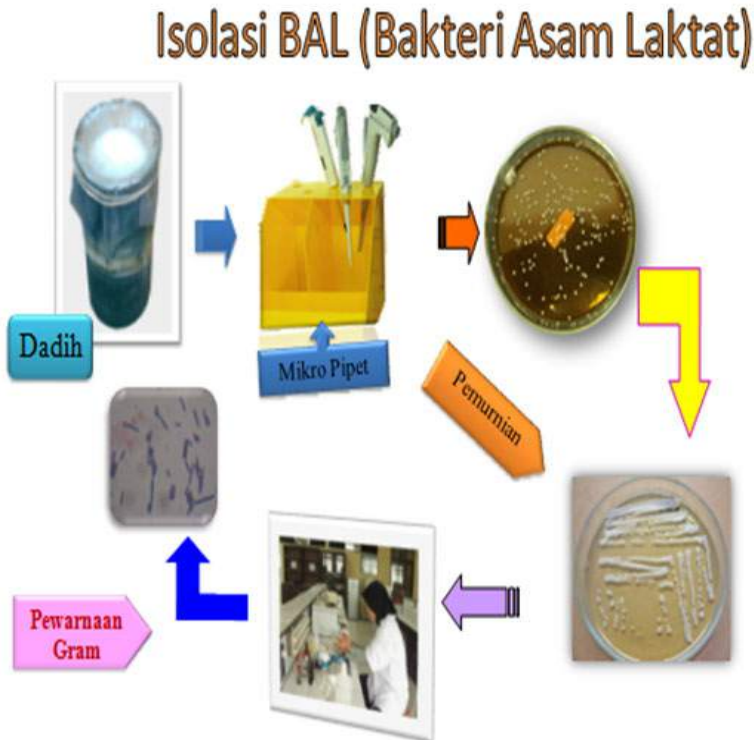 Isolasi BAL (Bakteri Asam Laktat)
Dadih
Mikro Pipet
Pemurnian
Pewarnaan
Gram